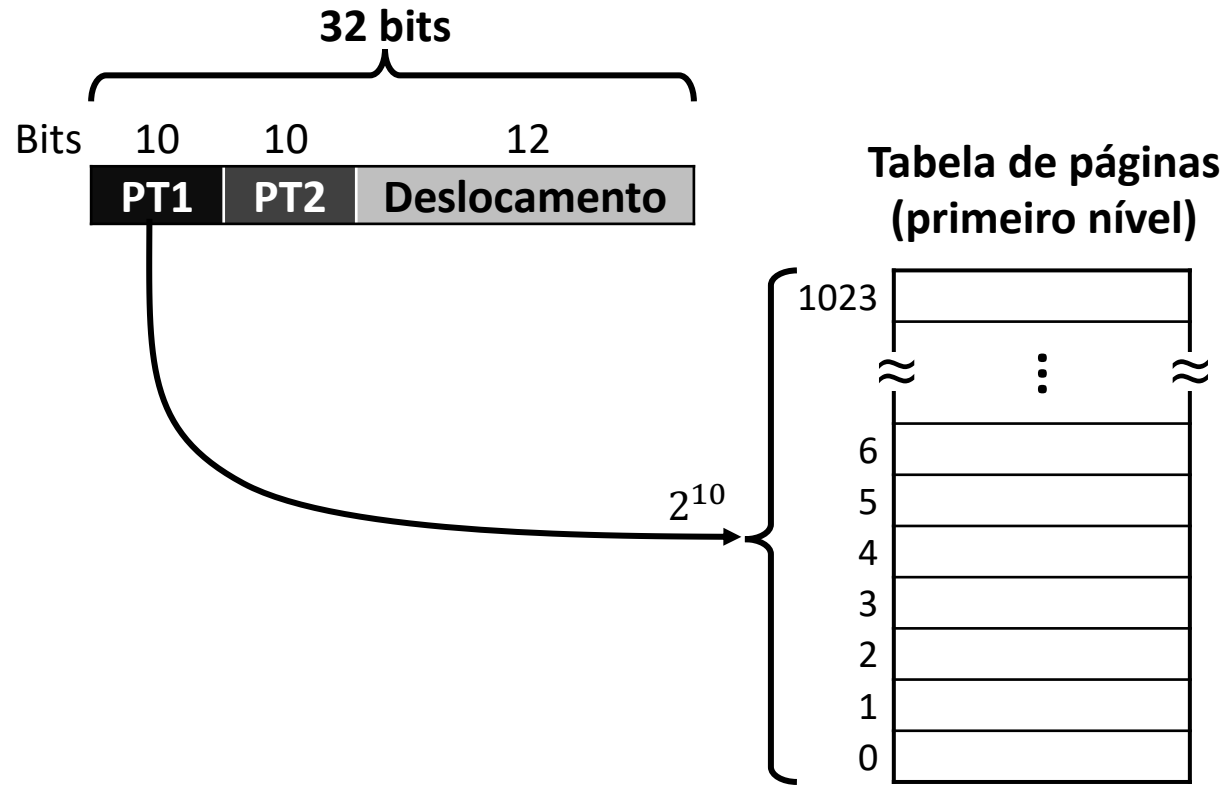 32 bits
Bits 10 10 12
PT1 PT2 Deslocamento
Tabela de páginas
(primeiro nível)
1023
⋮
6
5
2^10
4
3
2
1
0